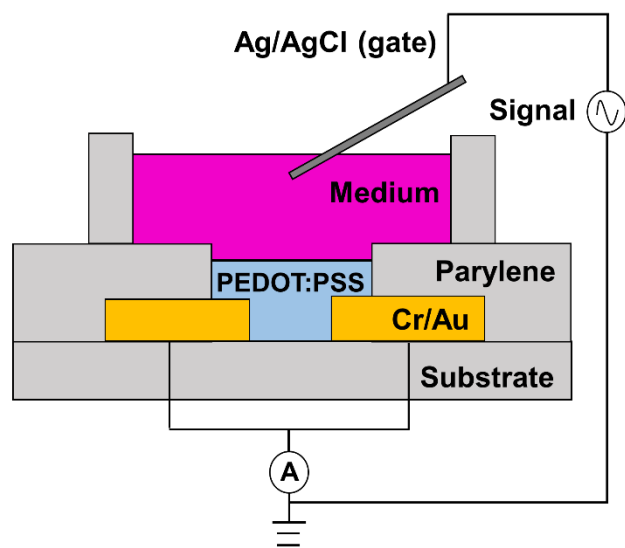 Ag/AgCl (gate)
Signal
Medium
PEDOT:PSS
Parylene
Cr/Au
Substrate
A